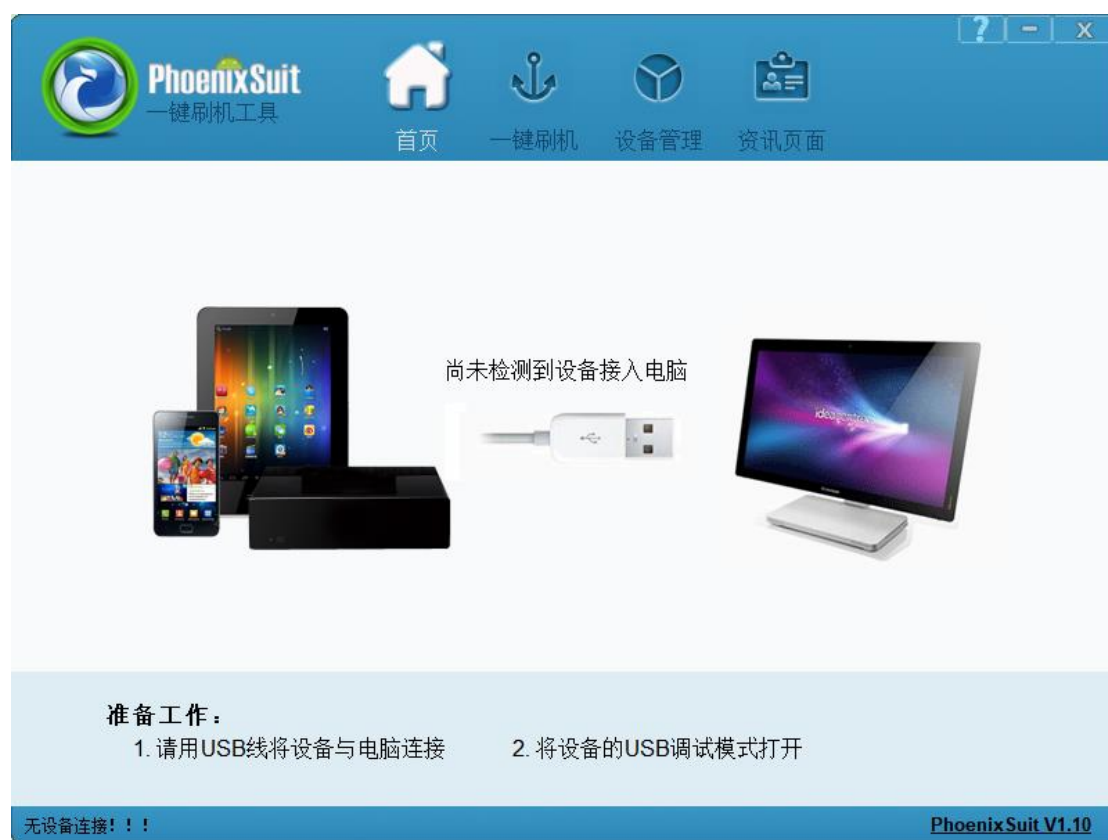 PhoenixSuit
一键刷机工具
首页
一键刷机
设备管理
资讯页面
尚未检测到设备接入电脑
准备工作：
1. 请用USB线将设备与电脑连接
2. 将设备的USB调试模式打开
无设备连接！！！
PhoenixSuit V1.10